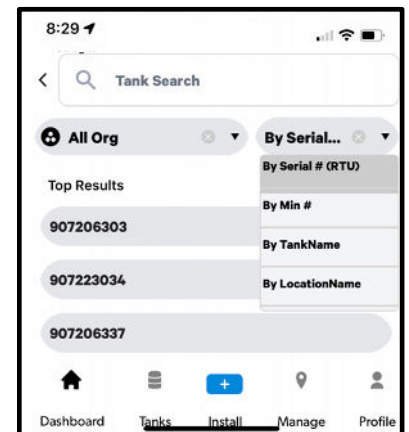 8:29
Tank Search
All Org
By Serial...
By Serial # (RTU)
Top Results
By Min #
907206303
By TankName
907223034
By LocationName
907206337
Dashboard Tanks Install Manage Profile